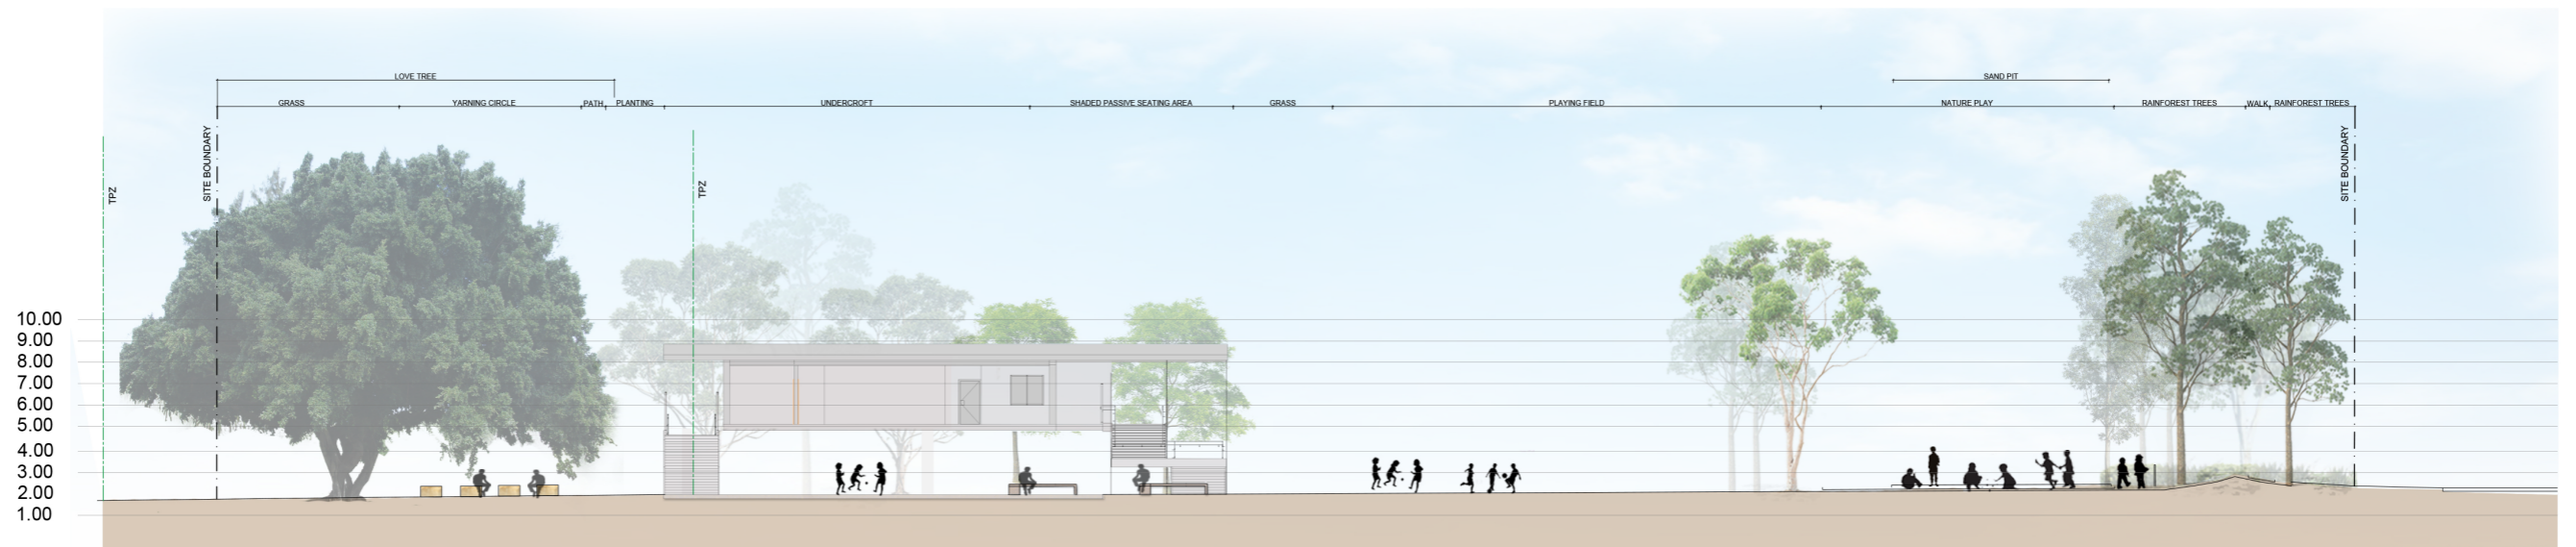 LOVE TREE
SAND PIT
GRASS
YARNING CIRCLE
PATH
PLANTING
UNDERCROFT
SHADED PASSIVE SEATING AREA
GRASS
PLAYING FIELD
NATURE PLAY
RAINFOREST TREES
WALK
RAINFOREST TREES
TPZ
SITE BOUNDARY
TPZ
SITE BOUNDARY
10.00
9.00
8.00
7.00
6.00
5.00
4.00
3.00
2.00
1.00